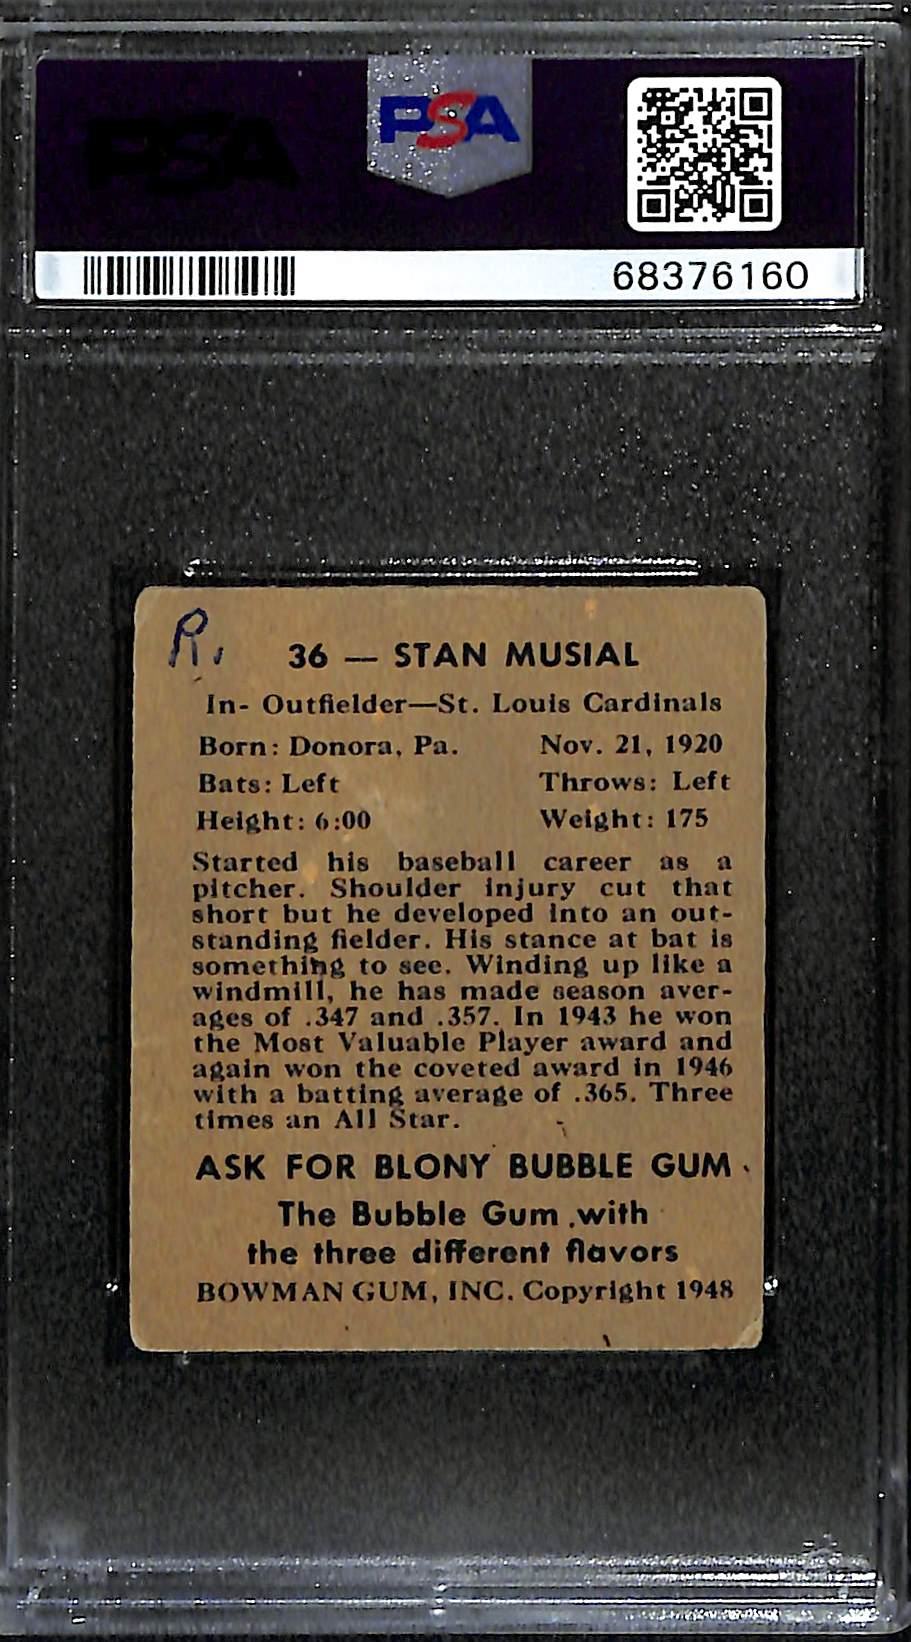 PSA
PSA
68376160
R.
36 — STAN MUSIAL
In- Outfielder—St. Louis Cardinals
Born: Donora, Pa. Nov. 21, 1920
Bats: Left Throws: Left
Height: 6:00 Weight: 175
Started his baseball career as a
pitcher. Shoulder injury cut that
short but he developed into an out-
standing fielder. His stance at bat is
something to see. Winding up like a
windmill, he has made season aver-
ages of .347 and .357. In 1943 he won
the Most Valuable Player award and
again won the coveted award in 1946
with a batting average of .365. Three
times an All Star.
ASK FOR BLONY BUBBLE GUM
The Bubble Gum with
the three different flavors
BOWMAN GUM, INC. Copyright 1948